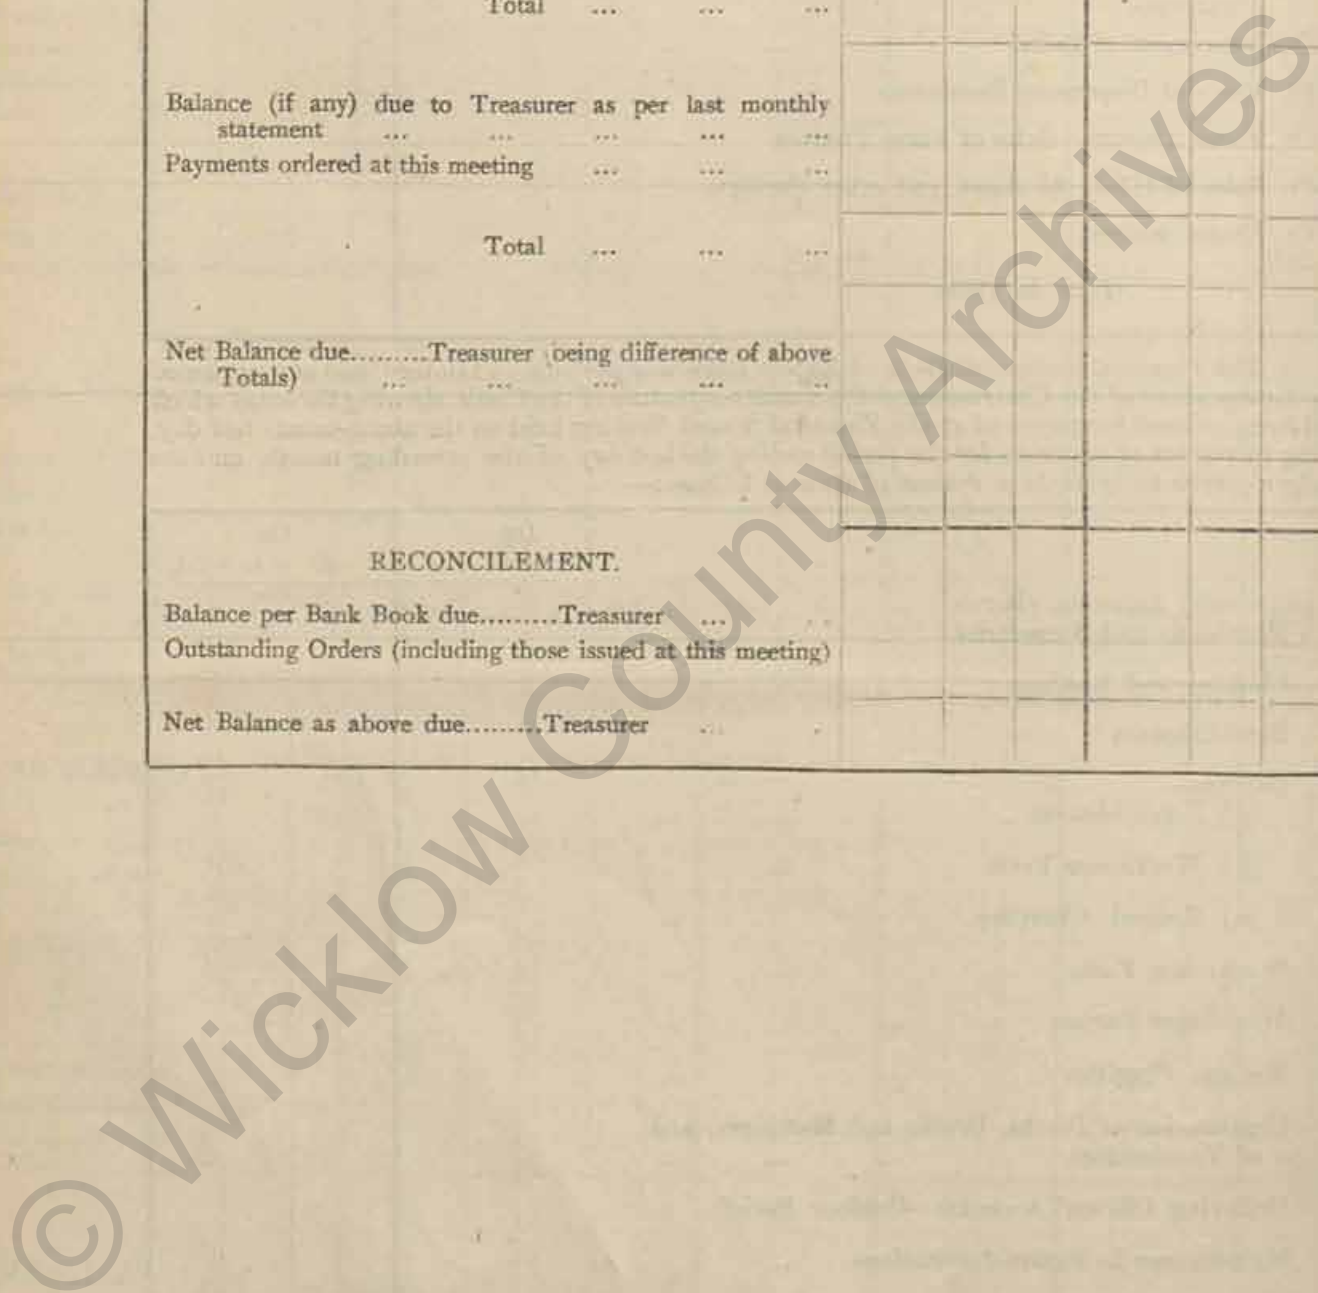 Total ... ... ...
Balance (if any) due to Treasurer as per last monthly
statement ... ... ... ... ...
Payments ordered at this meeting ... ... ...
Total ... ... ...
Net Balance due.........Treasurer being difference of above
Totals) ... ... ... ... ..
RECONCILEMENT.
Balance per Bank Book due.........Treasurer ... ..
Outstanding Orders (including those issued at this meeting)
Net Balance as above due.........Treasurer ... .
© Wicklow County Archives